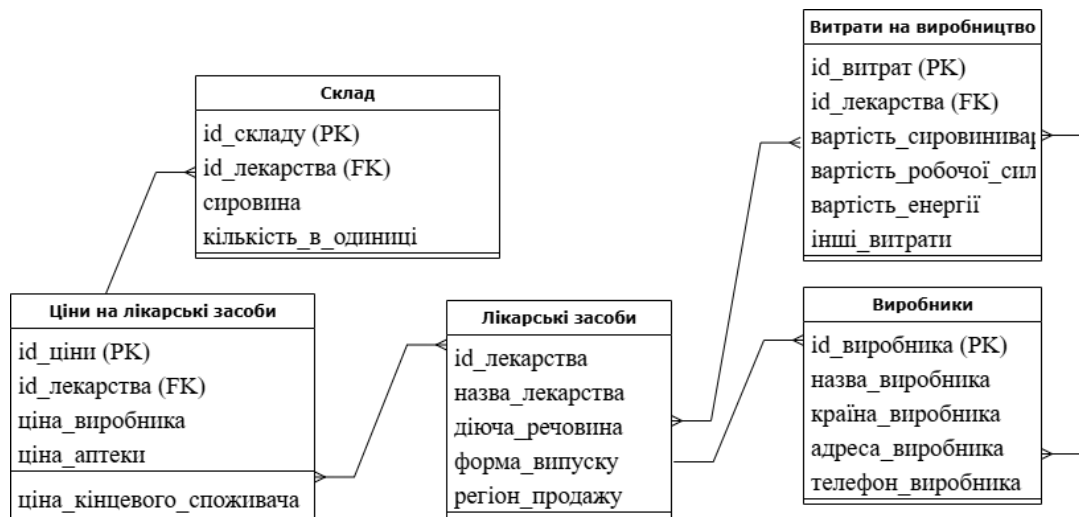 Витрати на виробництво
id_витрат (PK)
id_лекарства (FK)
вартість_сировинивар
вартість_робочої_сил
вартість_енергії
інші_витрати
Склад
id_складу (PK)
id_лекарства (FK)
сировина
кількість_в_одиниці
Ціни на лікарські засоби
id_ціни (PK)
id_лекарства (FK)
ціна_виробника
ціна_аптеки
ціна_кінцевого_споживача
Лікарські засоби
id_лекарства
назва_лекарства
діюча_речовина
форма_випуску
регіон_продажу
Виробники
id_виробника (PK)
назва_виробника
країна_виробника
адреса_виробника
телефон_виробника